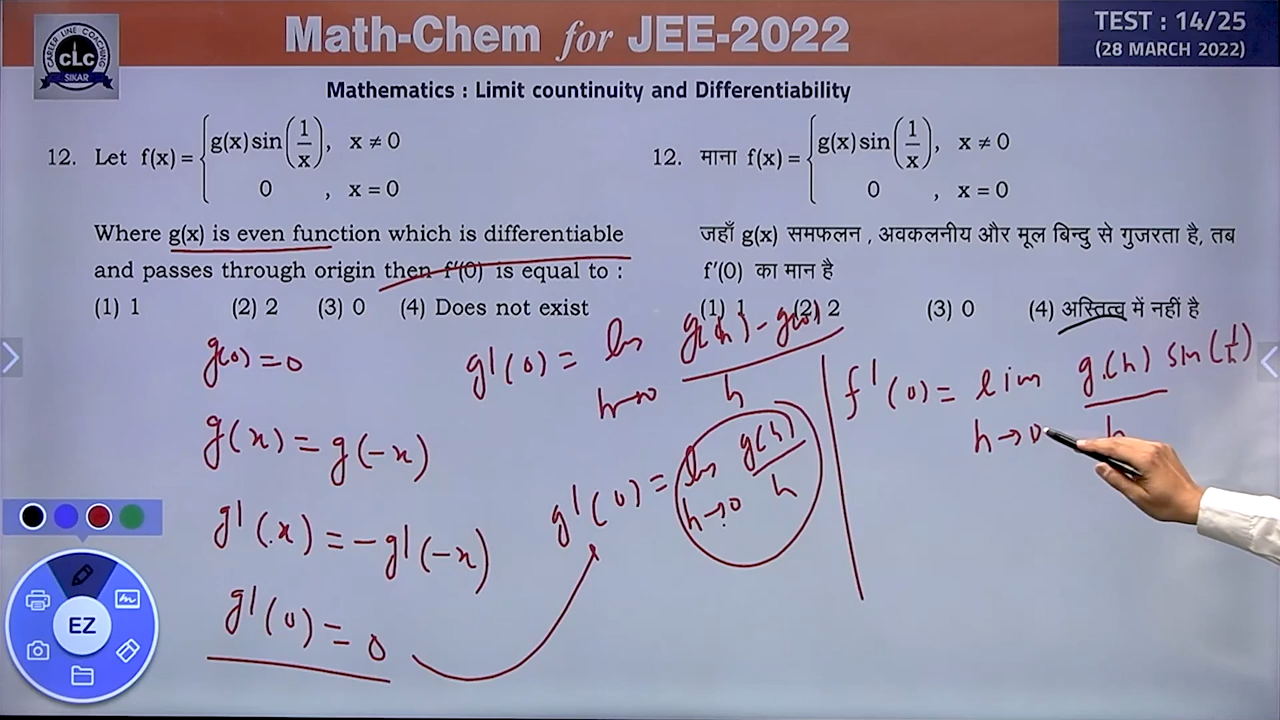 CAREER LINE COACHING
CLC
SIKAR
Math-Chem for JEE-2022
TEST : 14/25
(28 MARCH 2022)
Mathematics : Limit countinuity and Differentiability
12. Let f(x) = { g(x) sin(1/x), x ≠ 0
0 , x = 0
Where g(x) is even function which is differentiable
and passes through origin then f'(0) is equal to :
(1) 1 (2) 2 (3) 0 (4) Does not exist
12. माना f(x) = { g(x) sin(1/x), x ≠ 0
0 , x = 0
जहाँ g(x) समफलन , अवकलनीय और मूल बिन्दु से गुजरता है, तब
f'(0) का मान है
(1) 1 (2) 2 (3) 0 (4) अस्तित्व में नहीं है
g(0) = 0
g(x) = g(-x)
g'(x) = -g'(-x)
g'(0) = 0
g'(0) = lim h→0 g(h) - g(0) / h
g'(0) = lim h→0 g(h) / h
f'(0) = lim h→0 g(h) sin(1/h) / h
EZ